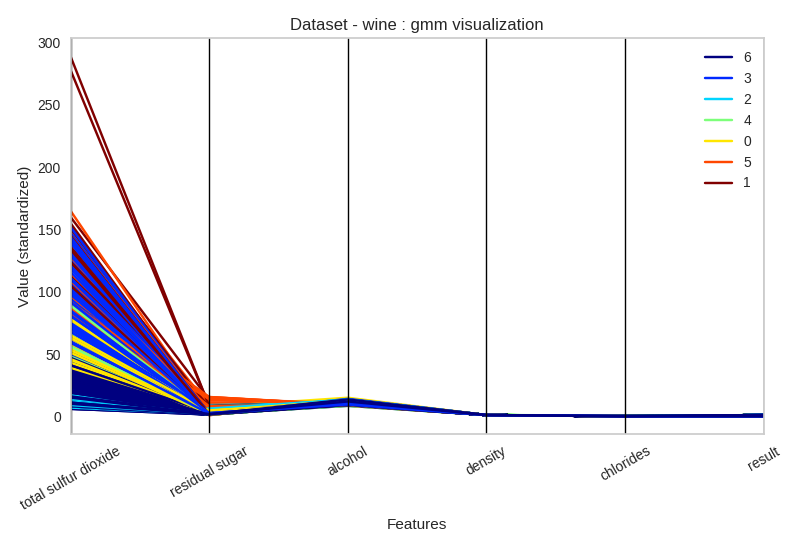 Dataset - wine : gmm visualization
300
250
200
150
100
50
0
Value (standardized)
6
3
2
4
0
5
1
total sulfur dioxide
residual sugar
alcohol
density
chlorides
result
Features